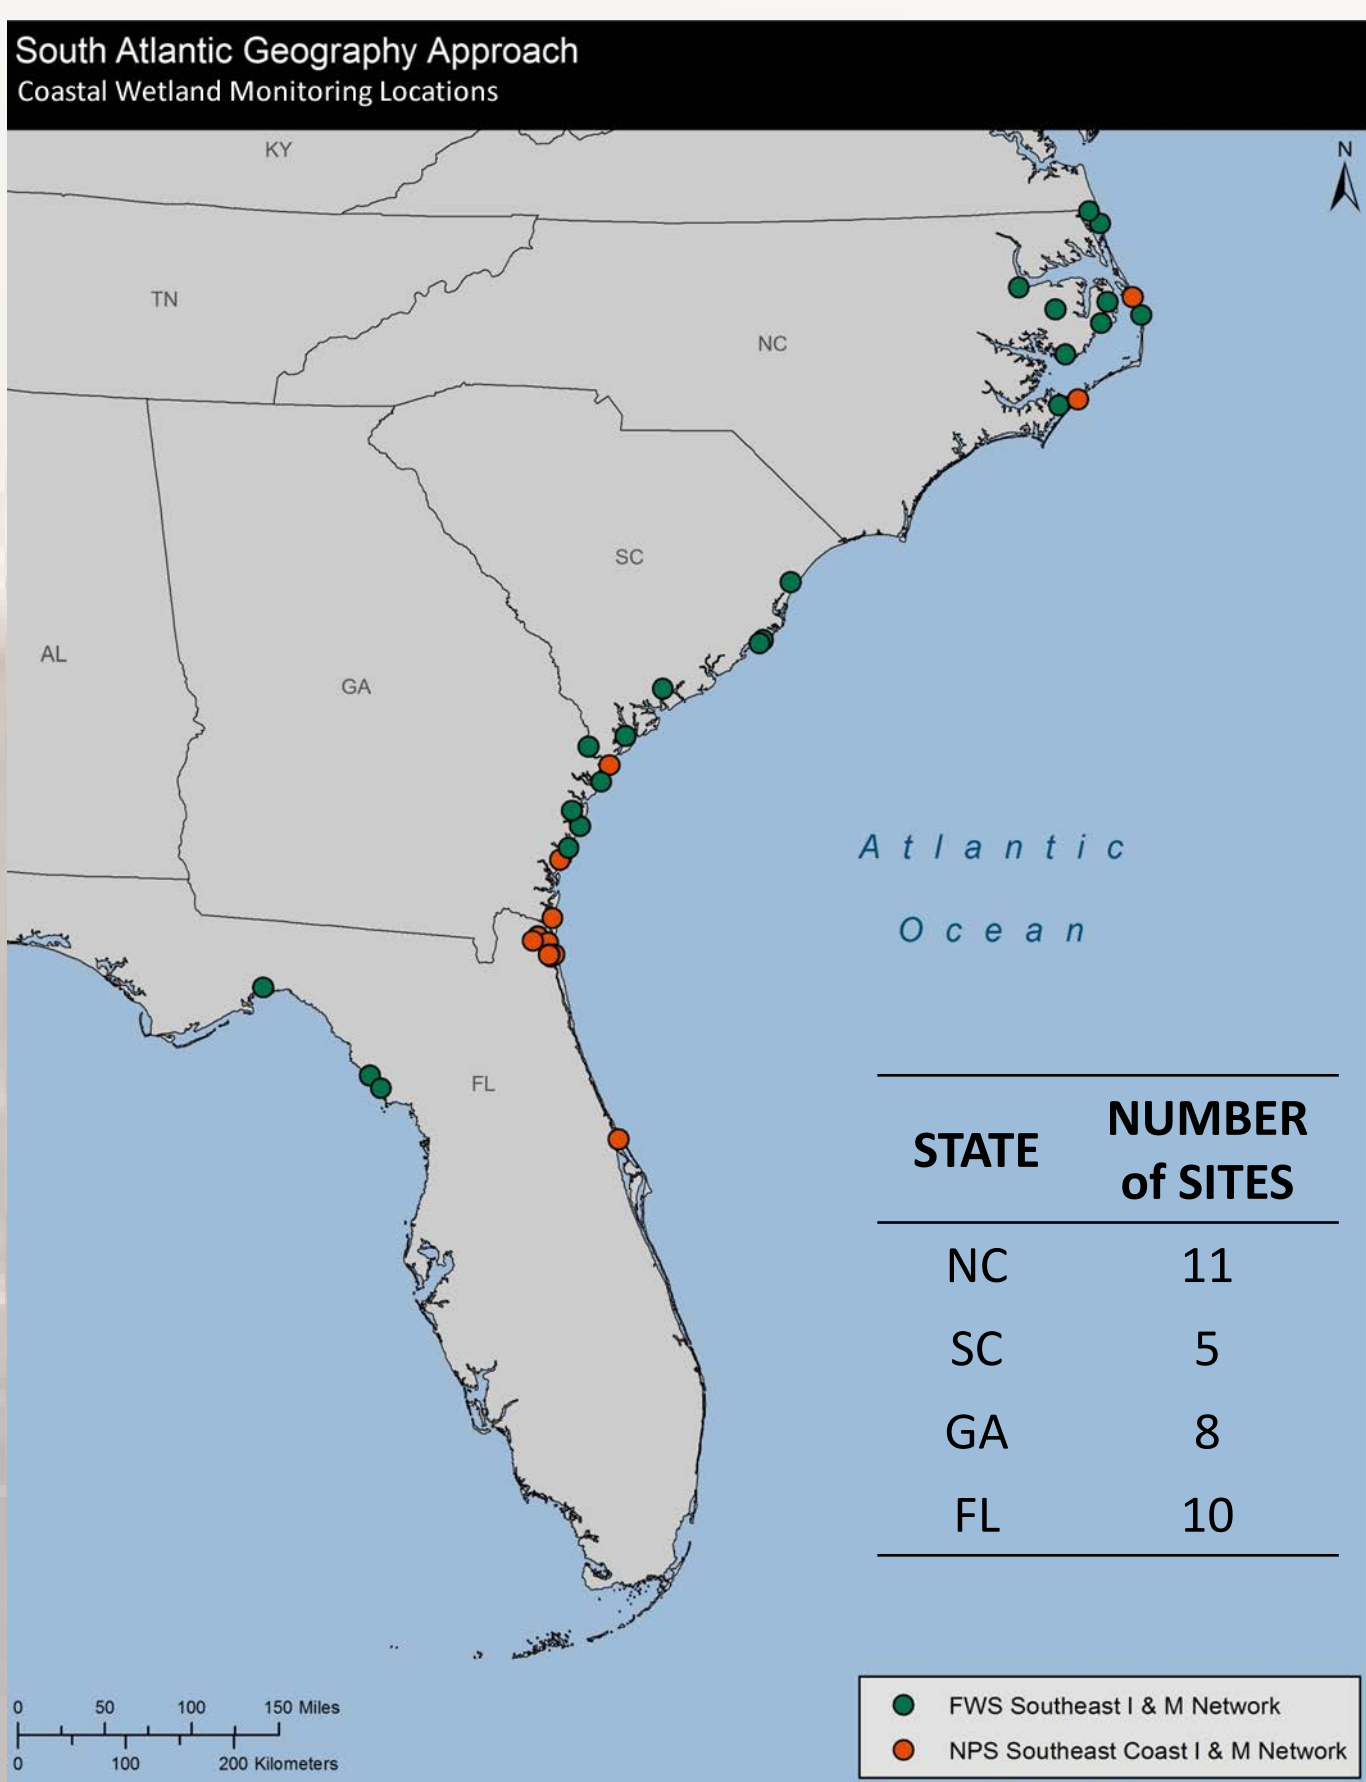 South Atlantic Geography Approach
Coastal Wetland Monitoring Locations
KY
N
TN
NC
SC
AL
GA
Atlantic
Ocean
FL
STATE
NUMBER
of SITES
NC 11
SC 5
GA 8
FL 10
0 50 100 150 Miles
0 100 200 Kilometers
FWS Southeast I & M Network
NPS Southeast Coast I & M Network